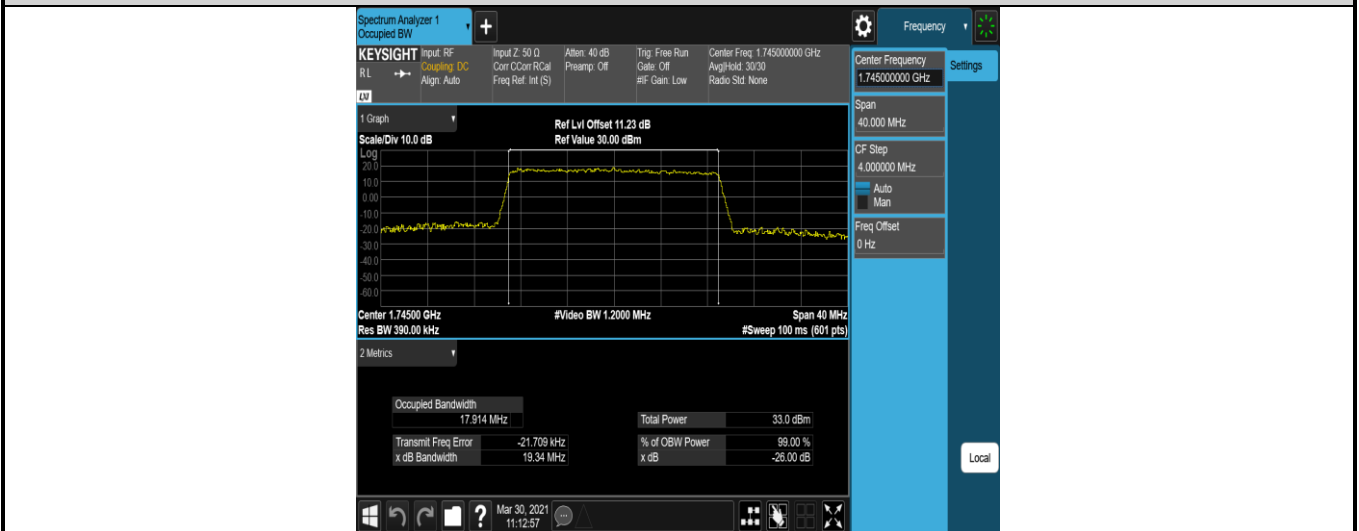 Spectrum Analyzer 1
Occupied BW
+
Frequency
KEYSIGHT Input: RF Input Z: 50 Ω Atten: 40 dB Trig: Free Run Center Freq: 1.745000000 GHz
RL Coupling: DC Corr CCorr RCal Preamp: Off Gate: Off Avg|Hold: 30/30
Align: Auto Freq Ref: Int (S) #IF Gain: Low Radio Std: None
LXI
Center Frequency
1.745000000 GHz
Settings
Span
40.000 MHz
CF Step
4.000000 MHz
Auto
Man
Freq Offset
0 Hz
1 Graph
Ref Lvl Offset 11.23 dB
Scale/Div 10.0 dB Ref Value 30.00 dBm
Log
20.0
10.0
0.00
-10.0
-20.0
-30.0
-40.0
-50.0
-60.0
Center 1.74500 GHz #Video BW 1.2000 MHz Span 40 MHz
Res BW 390.00 kHz #Sweep 100 ms (601 pts)
2 Metrics
Occupied Bandwidth
17.914 MHz Total Power 33.0 dBm
Transmit Freq Error -21.709 kHz % of OBW Power 99.00 %
x dB Bandwidth 19.34 MHz x dB -26.00 dB
Local
? Mar 30, 2021
11:12:57